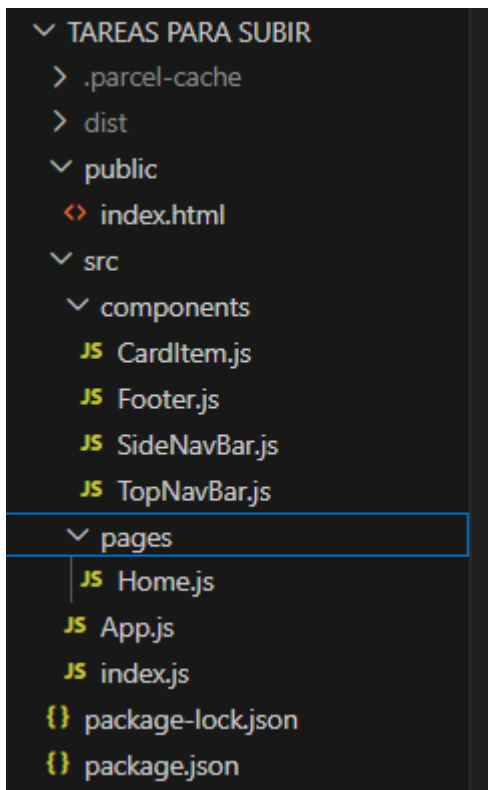 TAREAS PARA SUBIR
.parcel-cache
dist
public
<> index.html
src
components
JS CardItem.js
JS Footer.js
JS SideNavBar.js
JS TopNavBar.js
pages
JS Home.js
JS App.js
JS index.js
{} package-lock.json
{} package.json